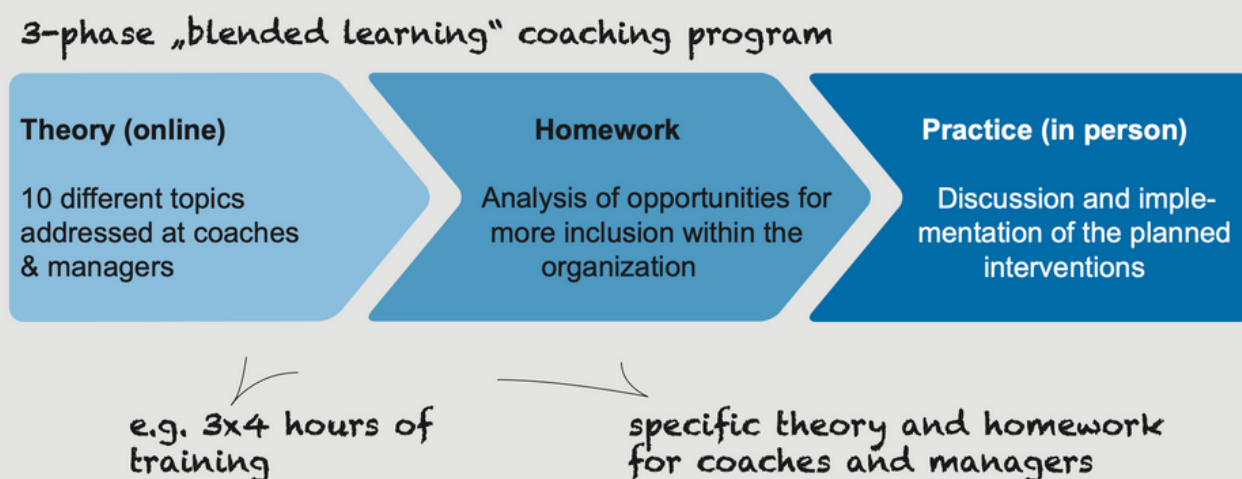 3-phase „blended learning“ coaching program
Theory (online)
10 different topics
addressed at coaches
& managers
Homework
Analysis of opportunities for
more inclusion within the
organization
Practice (in person)
Discussion and imple-
mentation of the planned
interventions
e.g. 3x4 hours of
training
specific theory and homework
for coaches and managers